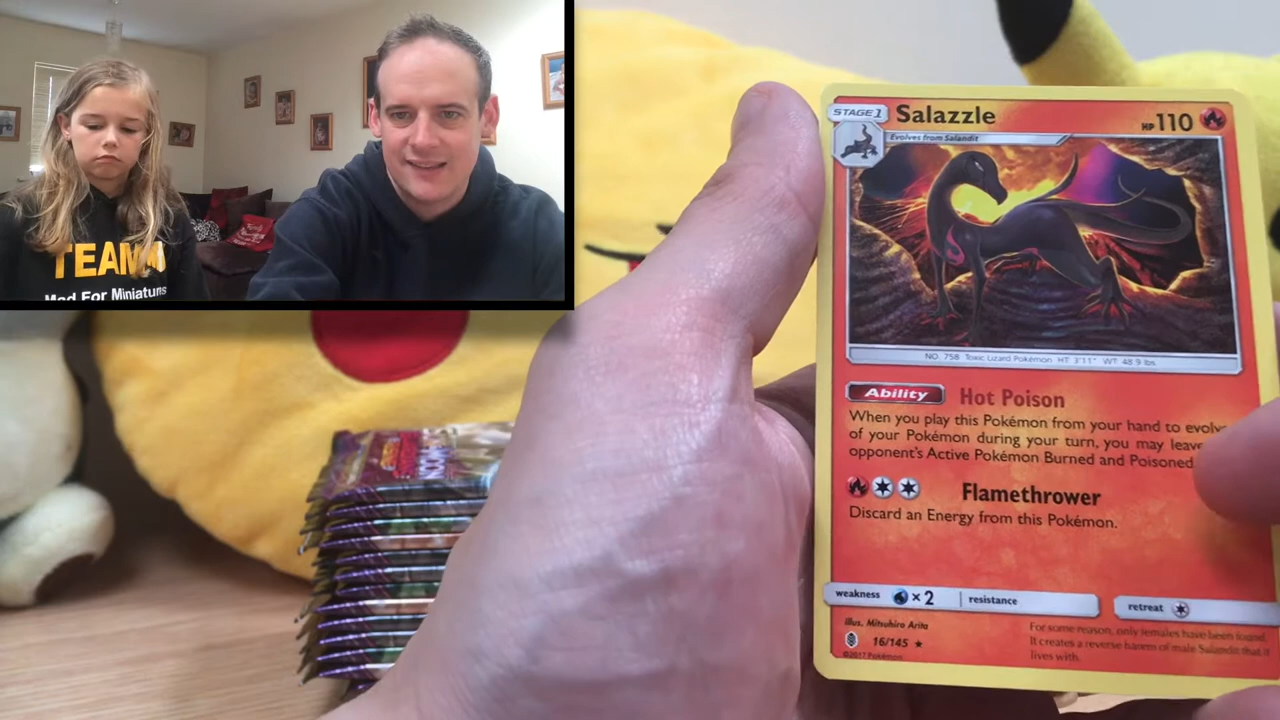 TEAM
Mad For Miniatures
STAGE 1
Salazzle
HP 110
Evolves from Salandit
NO. 758 Toxic Lizard Pokémon HT: 3'11" WT: 48.9 lbs.
Ability Hot Poison
When you play this Pokémon from your hand to evolv
of your Pokémon during your turn, you may leave
opponent's Active Pokémon Burned and Poisoned
Flamethrower
Discard an Energy from this Pokémon.
weakness ×2 resistance retreat
Illus. Mitsuhiro Arita
16/145
©2017 Pokémon
For some reason, only females have been found.
It creates a reverse harem of male Salandit that it
lives with.